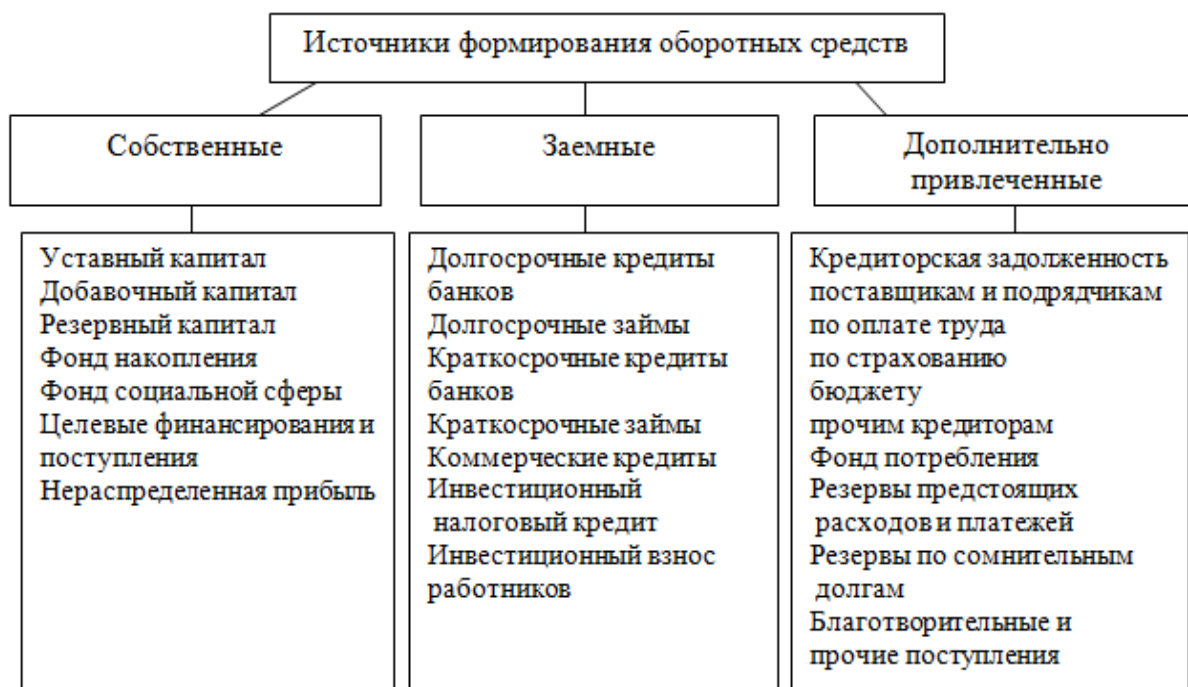 Источники формирования оборотных средств
Собственные
Заемные
Дополнительно
привлеченные
Уставный капитал
Добавочный капитал
Резервный капитал
Фонд накопления
Фонд социальной сферы
Целевые финансирования и
поступления
Нераспределенная прибыль
Долгосрочные кредиты
банков
Долгосрочные займы
Краткосрочные кредиты
банков
Краткосрочные займы
Коммерческие кредиты
Инвестиционный
налоговый кредит
Инвестиционный взнос
работников
Кредиторская задолженность
поставщикам и подрядчикам
по оплате труда
по страхованию
бюджету
прочим кредиторам
Фонд потребления
Резервы предстоящих
расходов и платежей
Резервы по сомнительным
долгам
Благотворительные и
прочие поступления